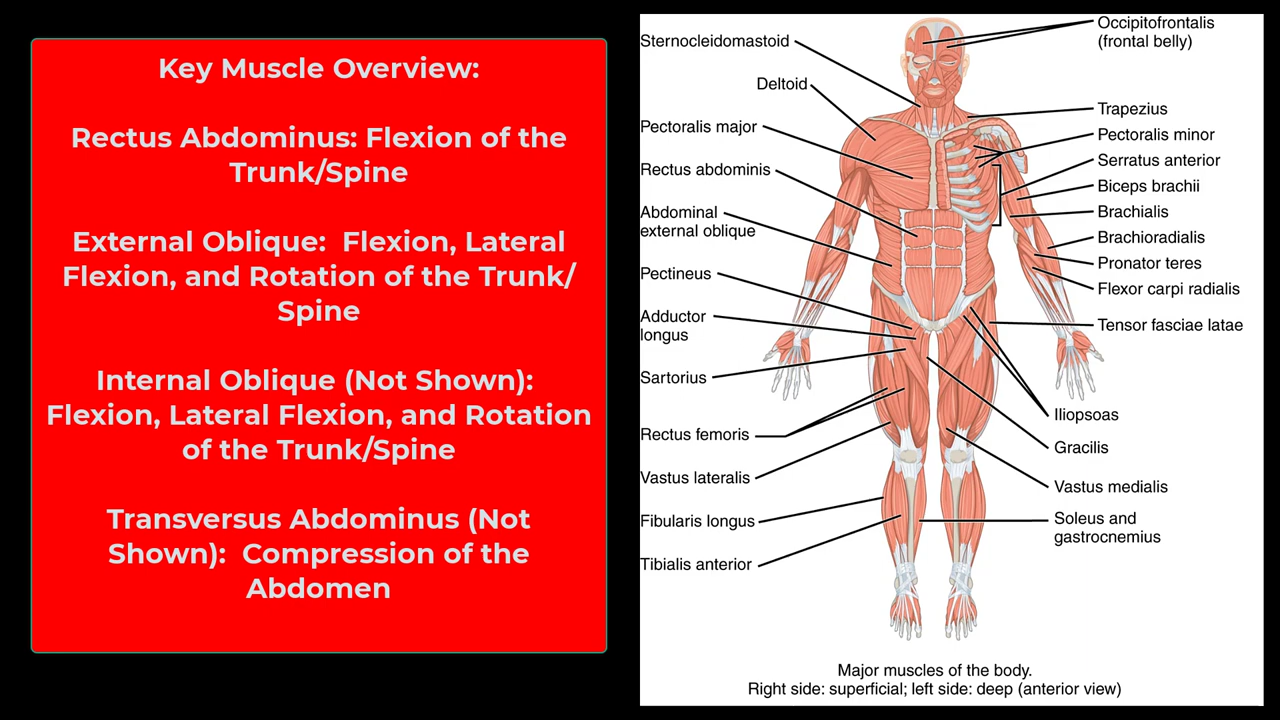 Key Muscle Overview:
Rectus Abdominus: Flexion of the
Trunk/Spine
External Oblique:  Flexion, Lateral
Flexion, and Rotation of the Trunk/
Spine
Internal Oblique (Not Shown):
Flexion, Lateral Flexion, and Rotation
of the Trunk/Spine
Transversus Abdominus (Not
Shown):  Compression of the
Abdomen
Sternocleidomastoid
Deltoid
Pectoralis major
Rectus abdominis
Abdominal
external oblique
Pectineus
Adductor
longus
Sartorius
Rectus femoris
Vastus lateralis
Fibularis longus
Tibialis anterior
Occipitofrontalis
(frontal belly)
Trapezius
Pectoralis minor
Serratus anterior
Biceps brachii
Brachialis
Brachioradialis
Pronator teres
Flexor carpi radialis
Tensor fasciae latae
Iliopsoas
Gracilis
Vastus medialis
Soleus and
gastrocnemius
Major muscles of the body.
Right side: superficial; left side: deep (anterior view)